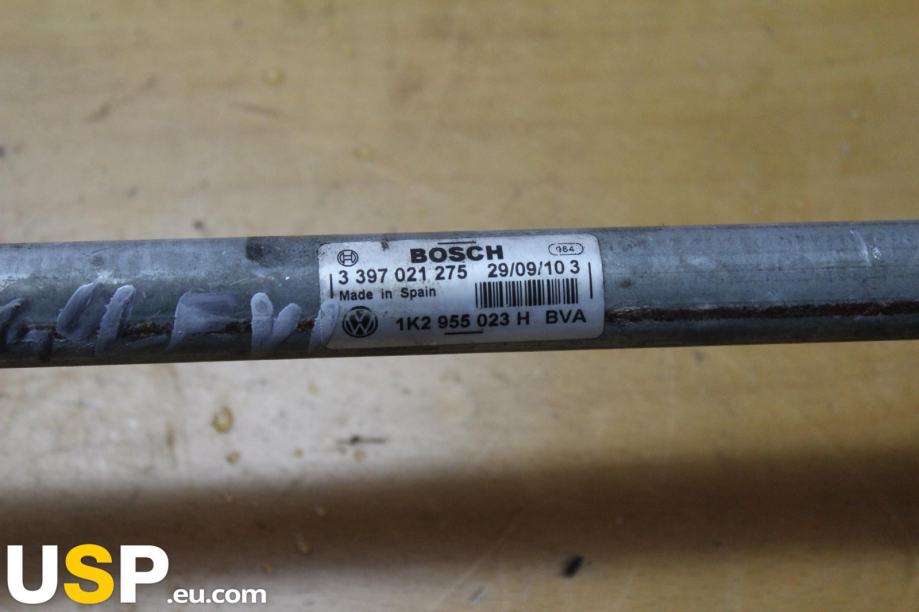 BOSCH 964
3 397 021 275 29/09/10 3
Made in Spain
1K2 955 023 H BVA
USP.eu.com